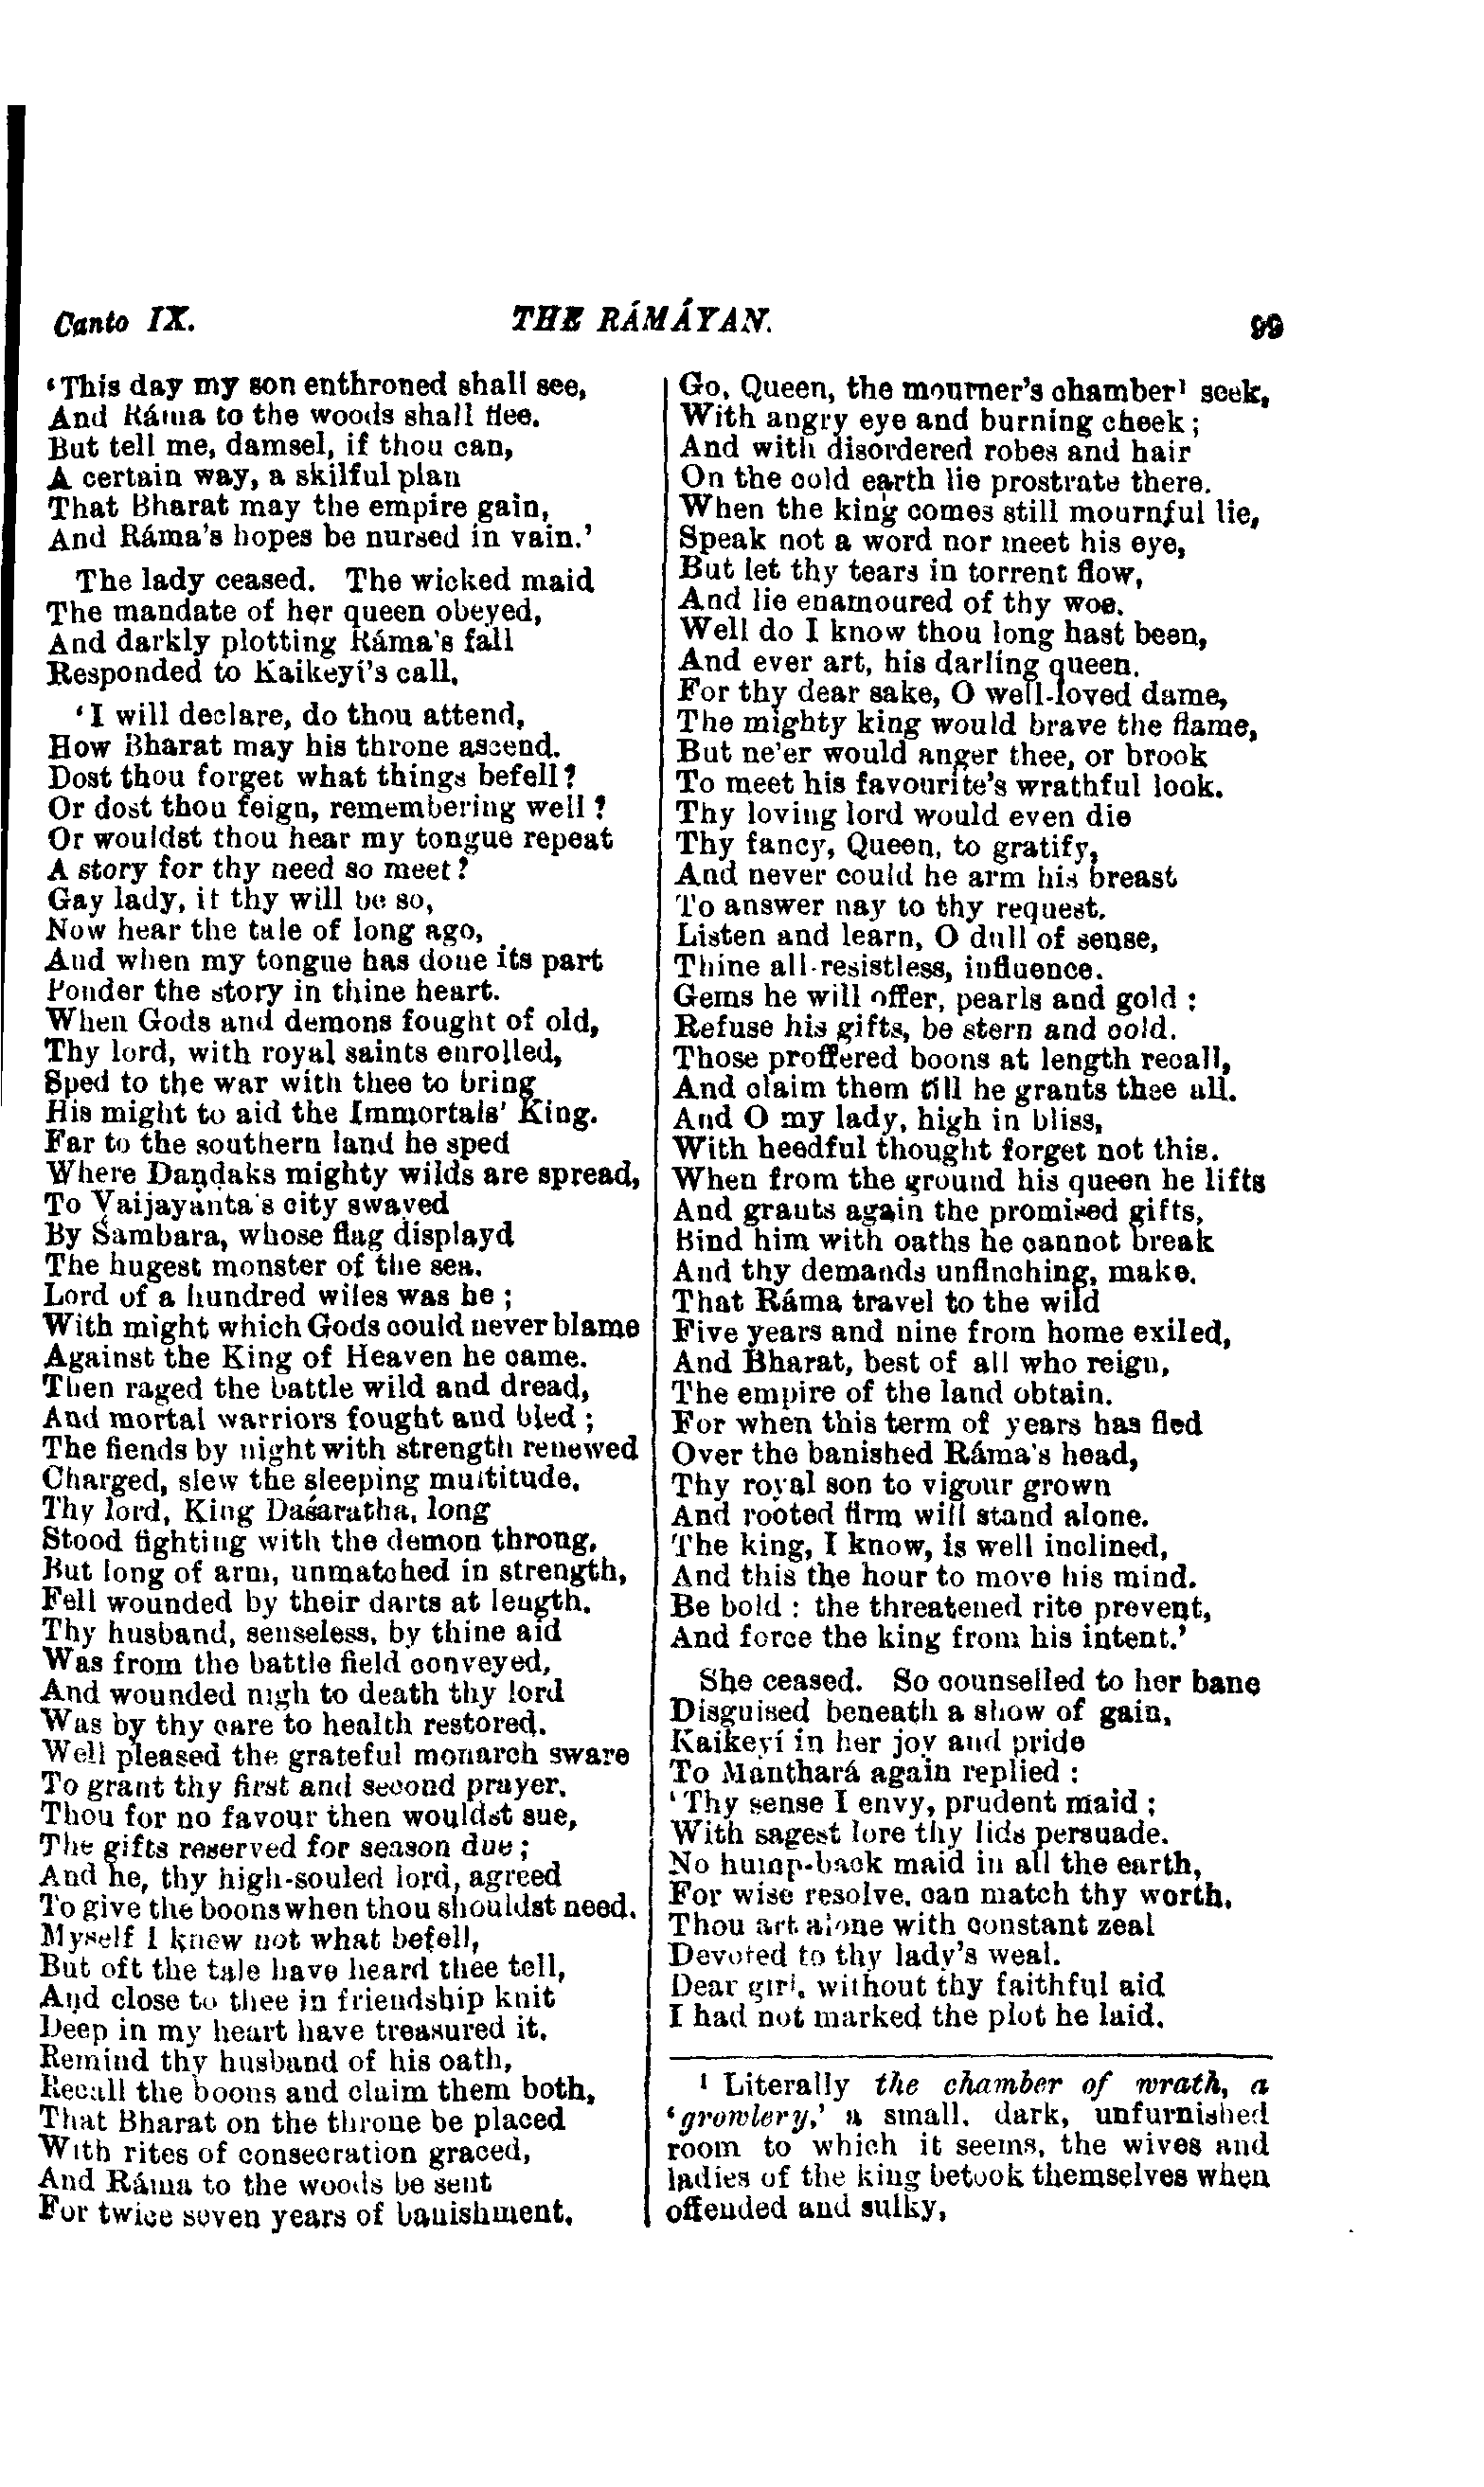 Canto IX.
THE RÁMÁYAN.
99
‘This day my son enthroned shall see,
And Ráma to the woods shall flee.
But tell me, damsel, if thou can,
A certain way, a skilful plan
That Bharat may the empire gain,
And Ráma's hopes be nursed in vain.’
The lady ceased. The wicked maid
The mandate of her queen obeyed,
And darkly plotting Ráma's fall
Responded to Kaikeyí's call.
‘I will declare, do thou attend,
How Bharat may his throne ascend.
Dost thou forget what things befell?
Or dost thou feign, remembering well?
Or wouldst thou hear my tongue repeat
A story for thy need so meet?
Gay lady, if thy will be so,
Now hear the tale of long ago,
And when my tongue has done its part
Ponder the story in thine heart.
When Gods and demons fought of old,
Thy lord, with royal saints enrolled,
Sped to the war with thee to bring
His might to aid the Immortals' King.
Far to the southern land he sped
Where Daṇḍaks mighty wilds are spread,
To Vaijayanta's city swayed
By Śambara, whose flag displayd
The hugest monster of the sea.
Lord of a hundred wiles was he;
With might which Gods could never blame
Against the King of Heaven he came.
Then raged the battle wild and dread,
And mortal warriors fought and bled;
The fiends by night with strength renewed
Charged, slew the sleeping multitude.
Thy lord, King Daśaratha, long
Stood fighting with the demon throng.
But long of arm, unmatched in strength,
Fell wounded by their darts at length.
Thy husband, senseless, by thine aid
Was from the battle field conveyed,
And wounded nigh to death thy lord
Was by thy care to health restored.
Well pleased the grateful monarch sware
To grant thy first and second prayer.
Thou for no favour then wouldst sue,
The gifts reserved for season due;
And he, thy high-souled lord, agreed
To give the boons when thou shouldst need.
Myself I knew not what befell,
But oft the tale have heard thee tell,
And close to thee in friendship knit
Deep in my heart have treasured it.
Remind thy husband of his oath,
Recall the boons and claim them both,
That Bharat on the throne be placed
With rites of consecration graced,
And Ráma to the woods be sent
For twice seven years of banishment.
Go, Queen, the mourner's chamber¹ seek,
With angry eye and burning cheek;
And with disordered robes and hair
On the cold earth lie prostrate there.
When the king comes still mournful lie,
Speak not a word nor meet his eye,
But let thy tears in torrent flow,
And lie enamoured of thy woe.
Well do I know thou long hast been,
And ever art, his darling queen.
For thy dear sake, O well-loved dame,
The mighty king would brave the flame,
But ne'er would anger thee, or brook
To meet his favourite's wrathful look.
Thy loving lord would even die
Thy fancy, Queen, to gratify,
And never could he arm his breast
To answer nay to thy request.
Listen and learn, O dull of sense,
Thine all-resistless, influence.
Gems he will offer, pearls and gold:
Refuse his gifts, be stern and cold.
Those proffered boons at length recall,
And claim them till he grants thee all.
And O my lady, high in bliss,
With heedful thought forget not this.
When from the ground his queen he lifts
And grants again the promised gifts,
Bind him with oaths he cannot break
And thy demands unflnching, make.
That Ráma travel to the wild
Five years and nine from home exiled,
And Bharat, best of all who reign,
The empire of the land obtain.
For when this term of years has fled
Over the banished Ráma's head,
Thy royal son to vigour grown
And rooted firm will stand alone.
The king, I know, is well inclined,
And this the hour to move his mind.
Be bold: the threatened rite prevent,
And force the king from his intent.’
She ceased. So counselled to her bane
Disguised beneath a show of gain,
Kaikeyí in her joy and pride
To Manthará again replied:
‘Thy sense I envy, prudent maid;
With sagest lore thy lids persuade.
No hump-back maid in all the earth,
For wise resolve, can match thy worth.
Thou art alone with constant zeal
Devoted to thy lady's weal.
Dear girl, without thy faithful aid
I had not marked the plot he laid.
¹ Literally the chamber of wrath, a
‘growlery,’ a small, dark, unfurnished
room to which it seems, the wives and
ladies of the king betook themselves when
offended and sulky,